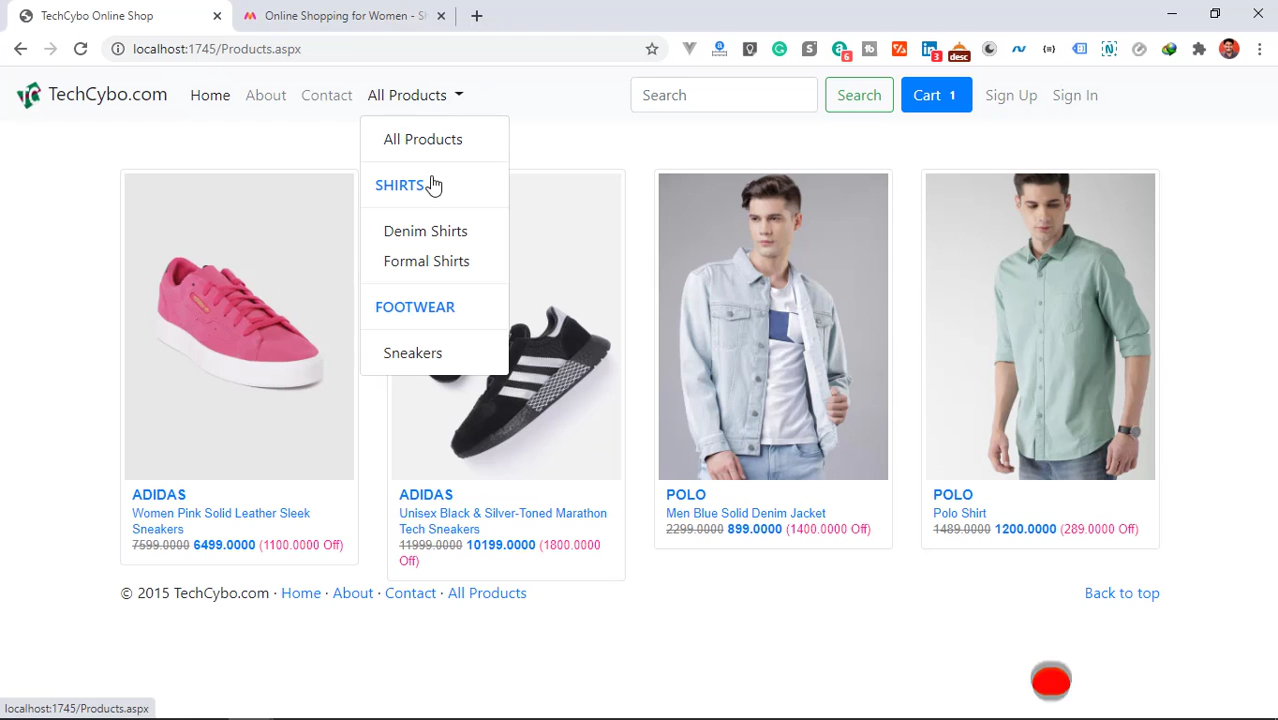 TechCybo Online Shop
Online Shopping for Women - Sh
localhost:1745/Products.aspx
6
3
desc
TechCybo.com Home About Contact All Products Search Search Cart 1 Sign Up Sign In
All Products
SHIRTS
Denim Shirts
Formal Shirts
FOOTWEAR
Sneakers
ADIDAS
Women Pink Solid Leather Sleek
Sneakers
7599.0000 6499.0000 (1100.0000 Off)
ADIDAS
Unisex Black & Silver-Toned Marathon
Tech Sneakers
11999.0000 10199.0000 (1800.0000
Off)
POLO
Men Blue Solid Denim Jacket
2299.0000 899.0000 (1400.0000 Off)
POLO
Polo Shirt
1489.0000 1200.0000 (289.0000 Off)
© 2015 TechCybo.com · Home · About · Contact · All Products
Back to top
localhost:1745/Products.aspx